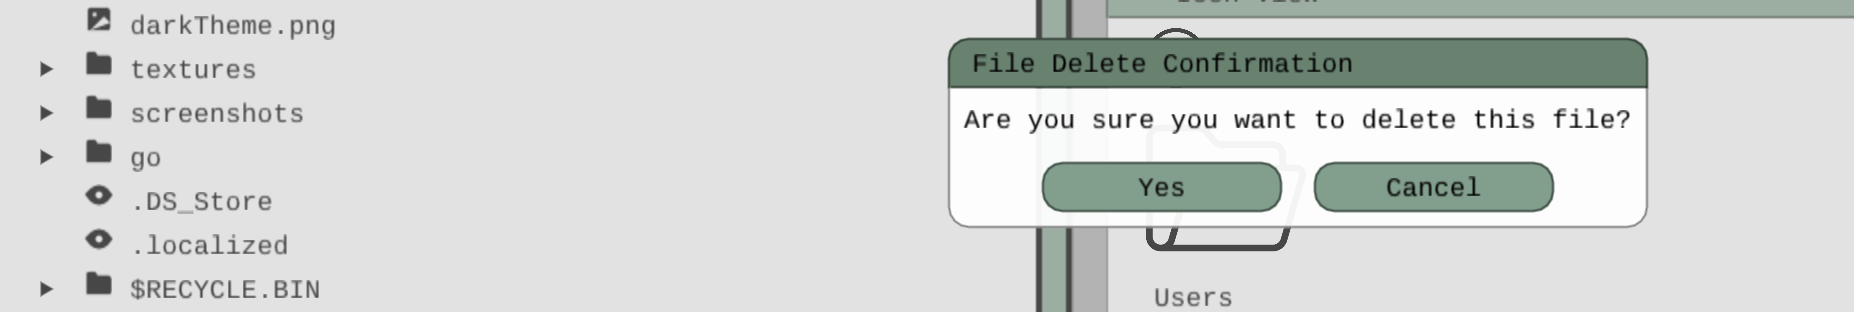 darkTheme.png
textures
screenshots
go
.DS_Store
.localized
$RECYCLE.BIN
File Delete Confirmation
Are you sure you want to delete this file?
Yes
Cancel
Users